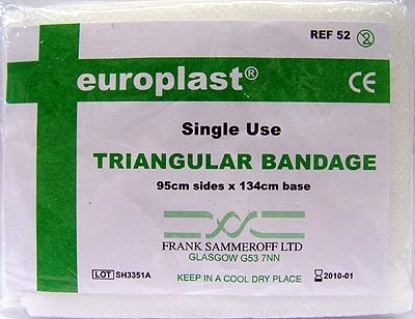 REF 52
europlast®
CE
Single Use
TRIANGULAR BANDAGE
95cm sides x 134cm base
FRANK SAMMEROFF LTD
GLASGOW G53 7NN
LOT SH3351A
KEEP IN A COOL DRY PLACE
2010-01